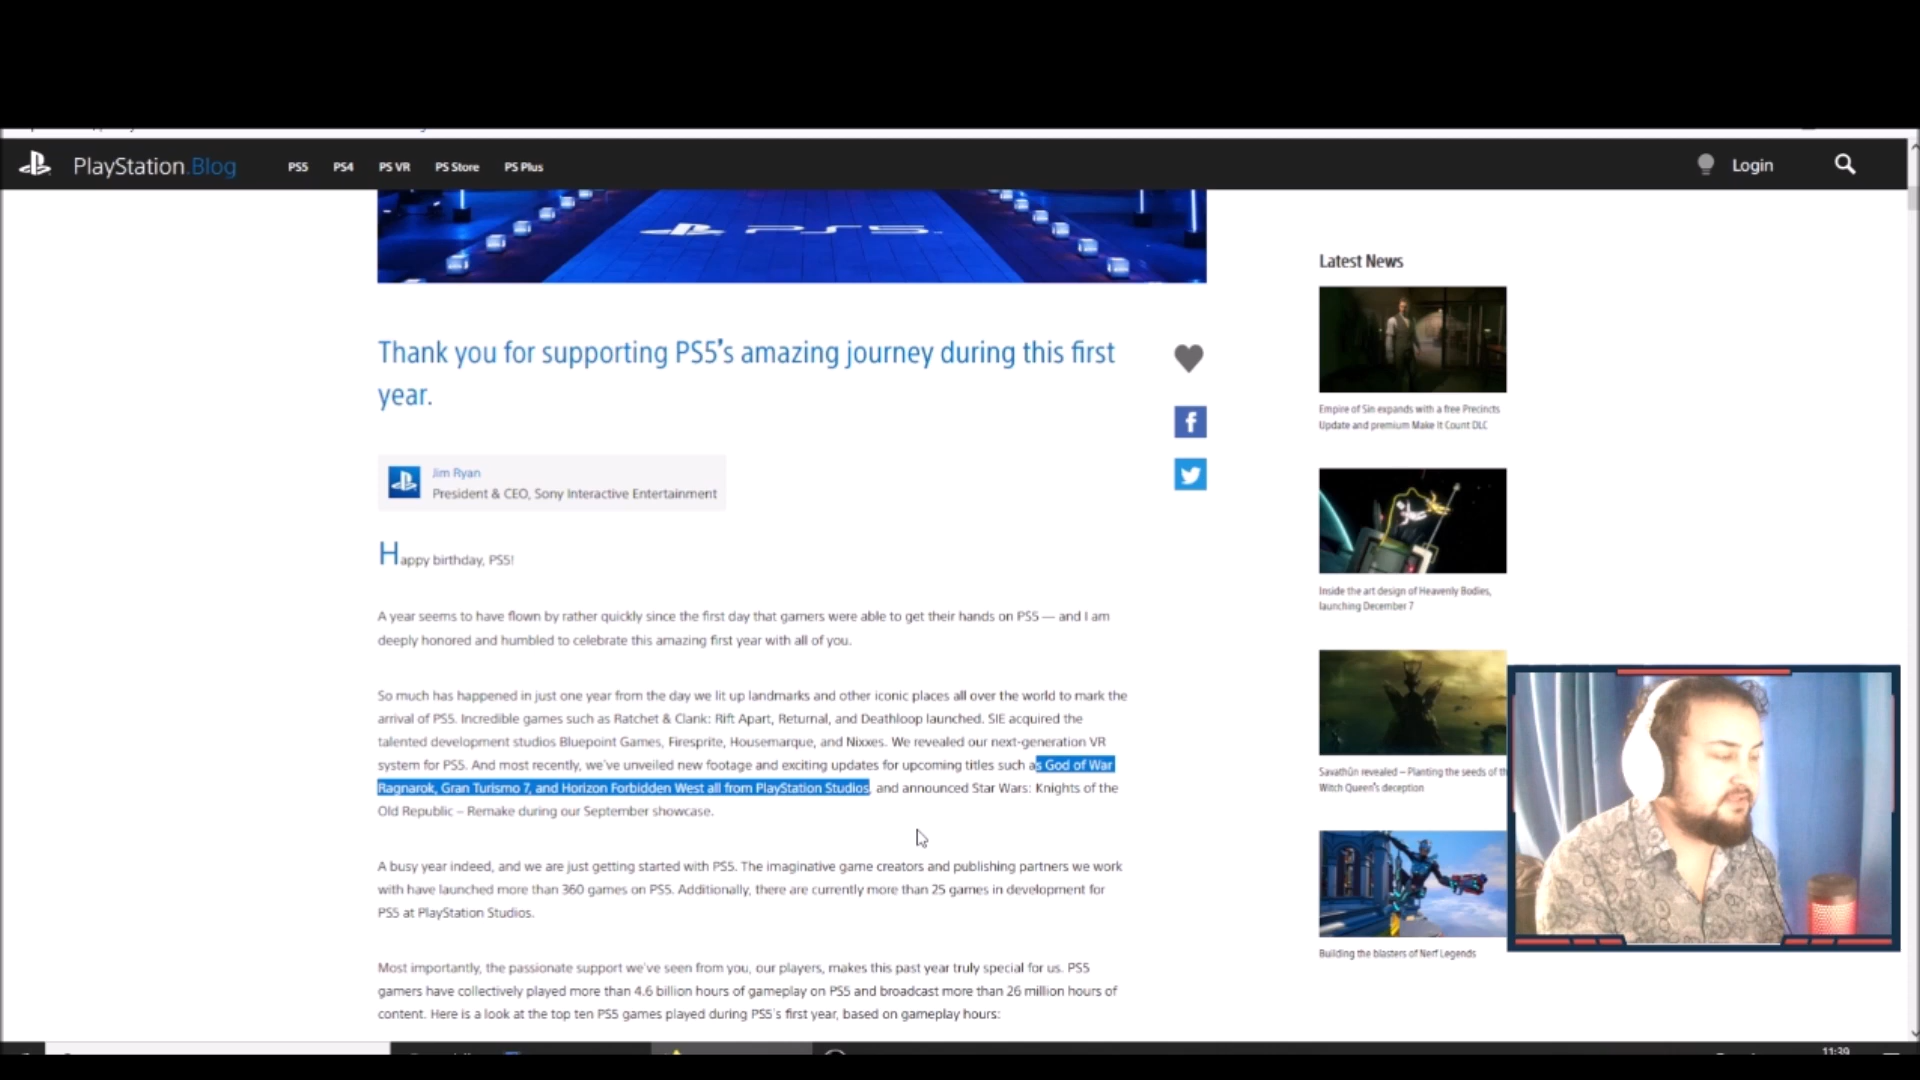 PlayStation.Blog PS5 PS4 PS VR PS Store PS Plus Login
PS5
Thank you for supporting PS5's amazing journey during this first
year.
Jim Ryan
President & CEO, Sony Interactive Entertainment
Happy birthday, PS5!
A year seems to have flown by rather quickly since the first day that gamers were able to get their hands on PS5 — and I am
deeply honored and humbled to celebrate this amazing first year with all of you.
So much has happened in just one year from the day we lit up landmarks and other iconic places all over the world to mark the
arrival of PS5. Incredible games such as Ratchet & Clank: Rift Apart, Returnal, and Deathloop launched. SIE acquired the
talented development studios Bluepoint Games, Firesprite, Housemarque, and Nixxes. We revealed our next-generation VR
system for PS5. And most recently, we've unveiled new footage and exciting updates for upcoming titles such as God of War
Ragnarok, Gran Turismo 7, and Horizon Forbidden West all from PlayStation Studios, and announced Star Wars: Knights of the
Old Republic – Remake during our September showcase.
A busy year indeed, and we are just getting started with PS5. The imaginative game creators and publishing partners we work
with have launched more than 360 games on PS5. Additionally, there are currently more than 25 games in development for
PS5 at PlayStation Studios.
Most importantly, the passionate support we've seen from you, our players, makes this past year truly special for us. PS5
gamers have collectively played more than 4.6 billion hours of gameplay on PS5 and broadcast more than 26 million hours of
content. Here is a look at the top ten PS5 games played during PS5's first year, based on gameplay hours:
Latest News
Empire of Sin expands with a free Precincts
Update and premium Make It Count DLC
Inside the art design of Heavenly Bodies,
launching December 7
Savathûn revealed – Planting the seeds of
Witch Queen's deception
Building the blasters of Nerf Legends
11:39